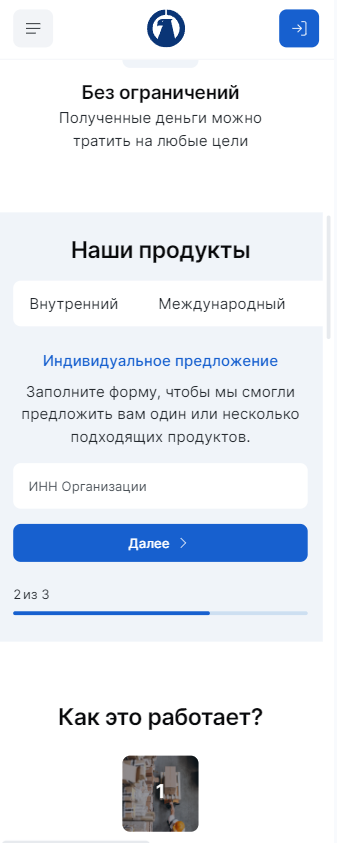 Без ограничений
Полученные деньги можно
тратить на любые цели
Наши продукты
Внутренний Международный
Индивидуальное предложение
Заполните форму, чтобы мы смогли
предложить вам один или несколько
подходящих продуктов.
ИНН Организации
Далее
2 из 3
Как это работает?
1